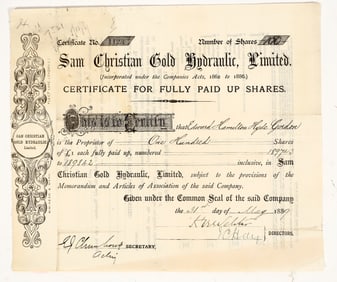 Certificate No. Number of Shares
Sam Christian Gold Hydraulic, Limited.
(Incorporated under the Companies Acts, 1862 to 1886.)
CERTIFICATE FOR FULLY PAID UP SHARES.
This is to Certify that Edward Hamilton Hyde Gordon
is the Proprietor of One Hundred Shares
of £1 each fully paid up, numbered
to 189862 inclusive, in Sam
Christian Gold Hydraulic, Limited, subject to the provisions of the
Memorandum and Articles of Association of the said Company.
Given under the Common Seal of the said Company
the day of May
DIRECTORS.
SECRETARY,
Acting
SAM CHRISTIAN
GOLD HYDRAULIC,
Limited.